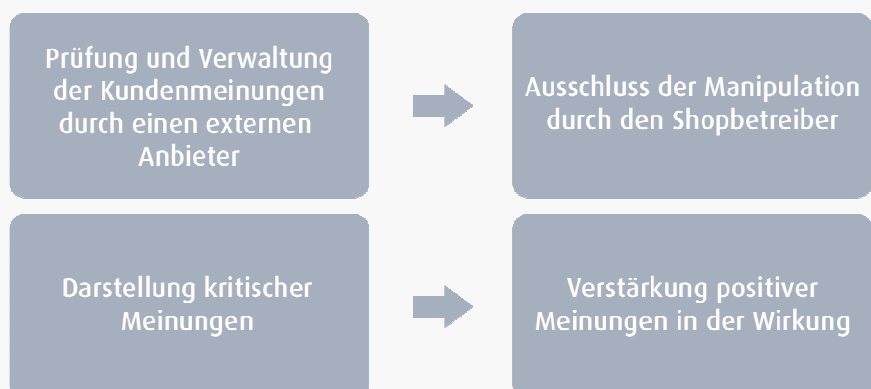 Prüfung und Verwaltung
der Kundenmeinungen
durch einen externen
Anbieter
Ausschluss der Manipulation
durch den Shopbetreiber
Darstellung kritischer
Meinungen
Verstärkung positiver
Meinungen in der Wirkung